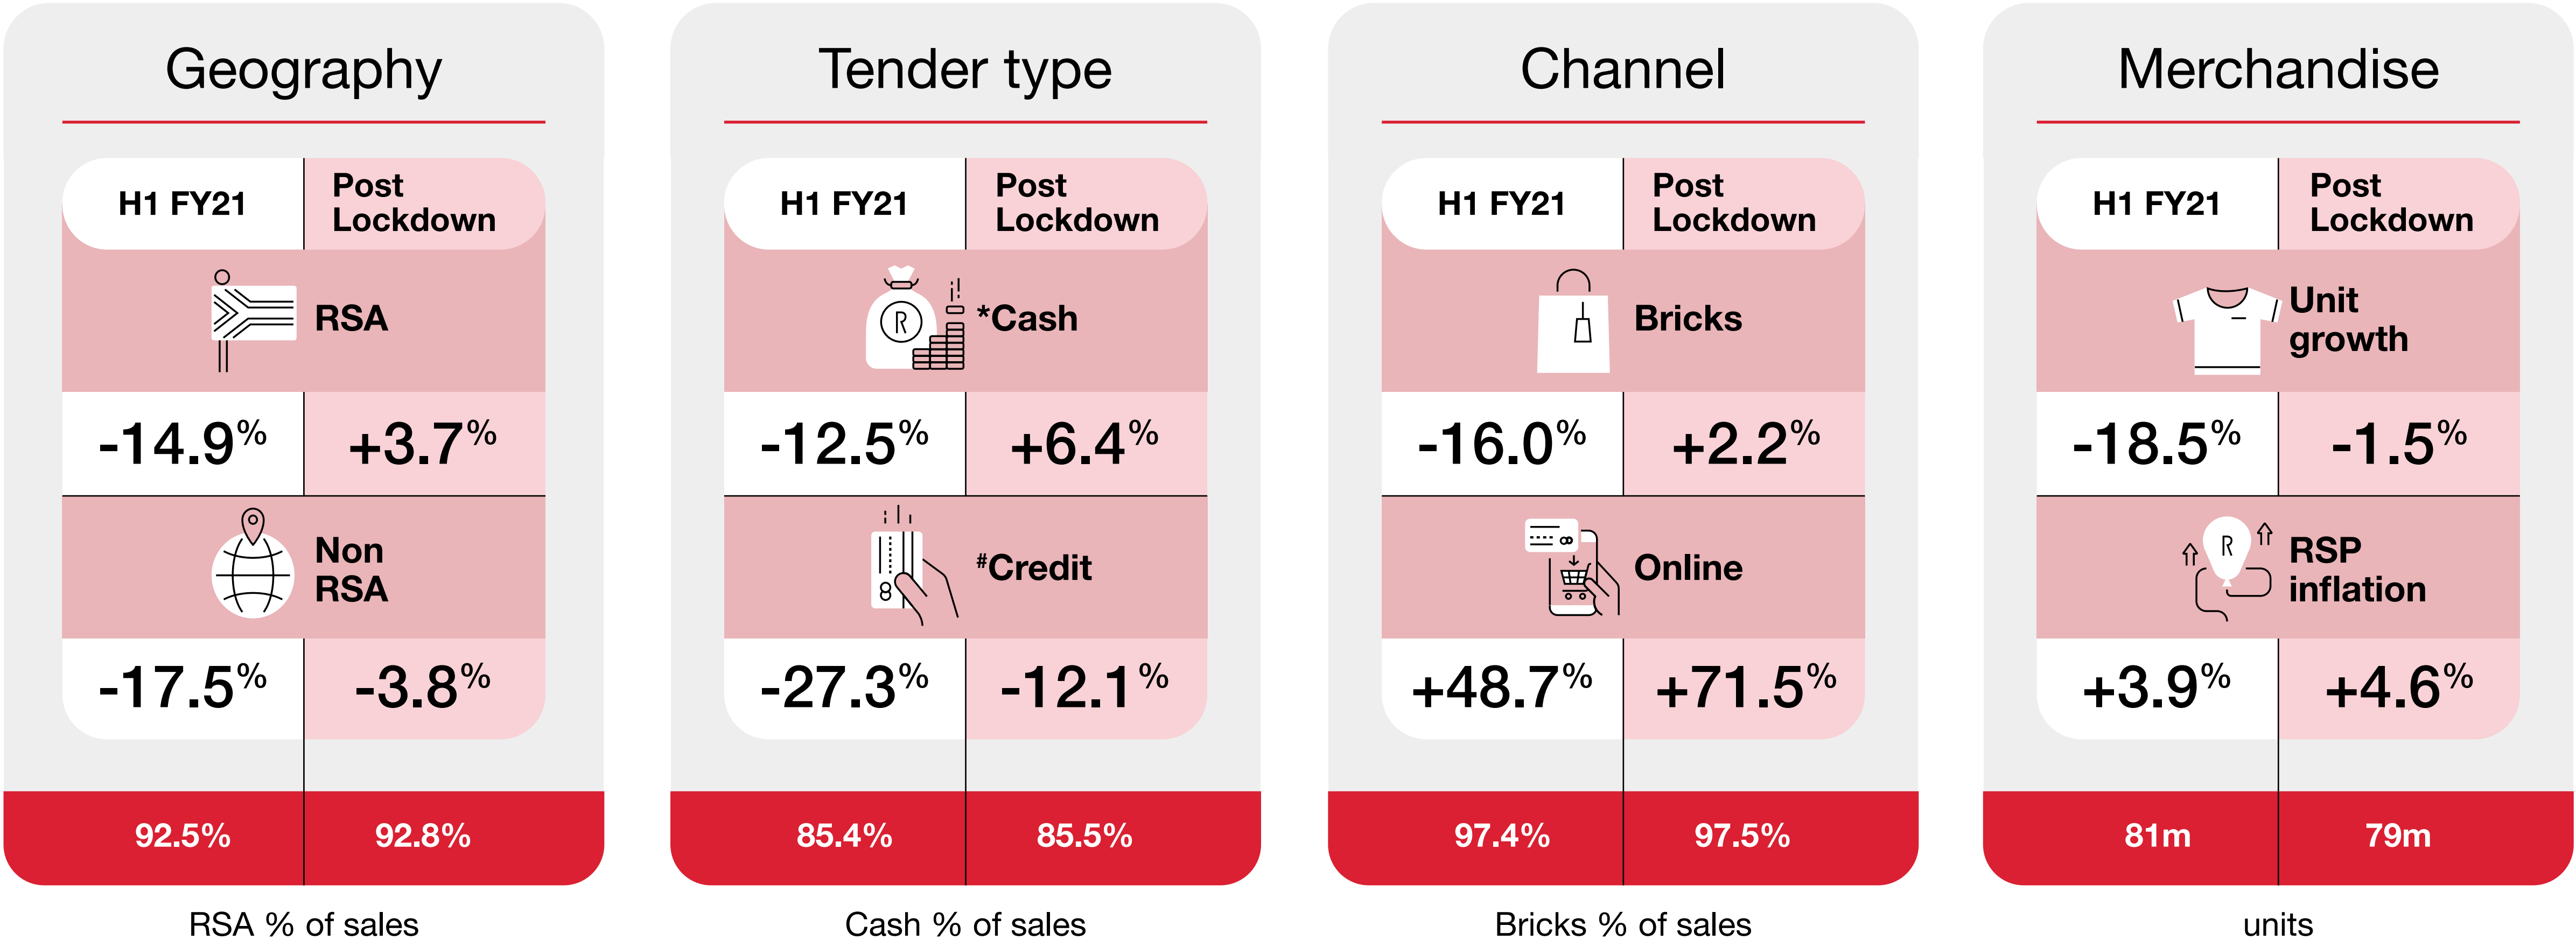 Geography
H1 FY21
Post
Lockdown
RSA
-14.9%
+3.7%
Non
RSA
-17.5%
-3.8%
92.5%
92.8%
RSA % of sales
Tender type
H1 FY21
Post
Lockdown
R
*Cash
-12.5%
+6.4%
#Credit
-27.3%
-12.1%
85.4%
85.5%
Cash % of sales
Channel
H1 FY21
Post
Lockdown
Bricks
-16.0%
+2.2%
Online
+48.7%
+71.5%
97.4%
97.5%
Bricks % of sales
Merchandise
H1 FY21
Post
Lockdown
Unit
growth
-18.5%
-1.5%
R
RSP
inflation
+3.9%
+4.6%
81m
79m
units